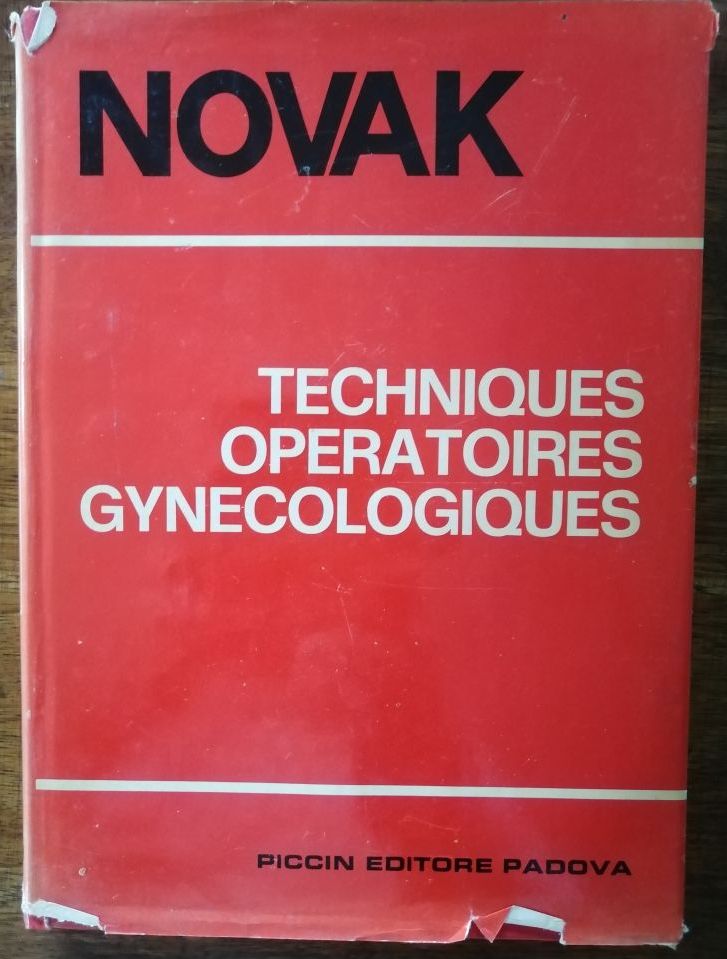 NOVAK
TECHNIQUES
OPERATOIRES
GYNECOLOGIQUES
PICCIN EDITORE PADOVA